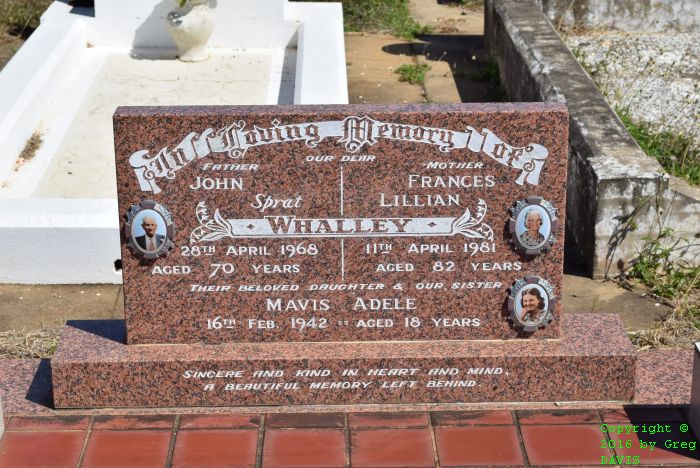 In Loving Memory of
FATHER OUR DEAR MOTHER
JOHN FRANCES
Sprat LILLIAN
WHALLEY
28TH APRIL 1968 11TH APRIL 1981
AGED 70 YEARS AGED 82 YEARS
THEIR BELOVED DAUGHTER & OUR SISTER
MAVIS ADELE
16TH FEB. 1942 :: AGED 18 YEARS
SINCERE AND KIND IN HEART AND MIND,
A BEAUTIFUL MEMORY LEFT BEHIND.
Copyright ©
2016 by Greg
DAVIS